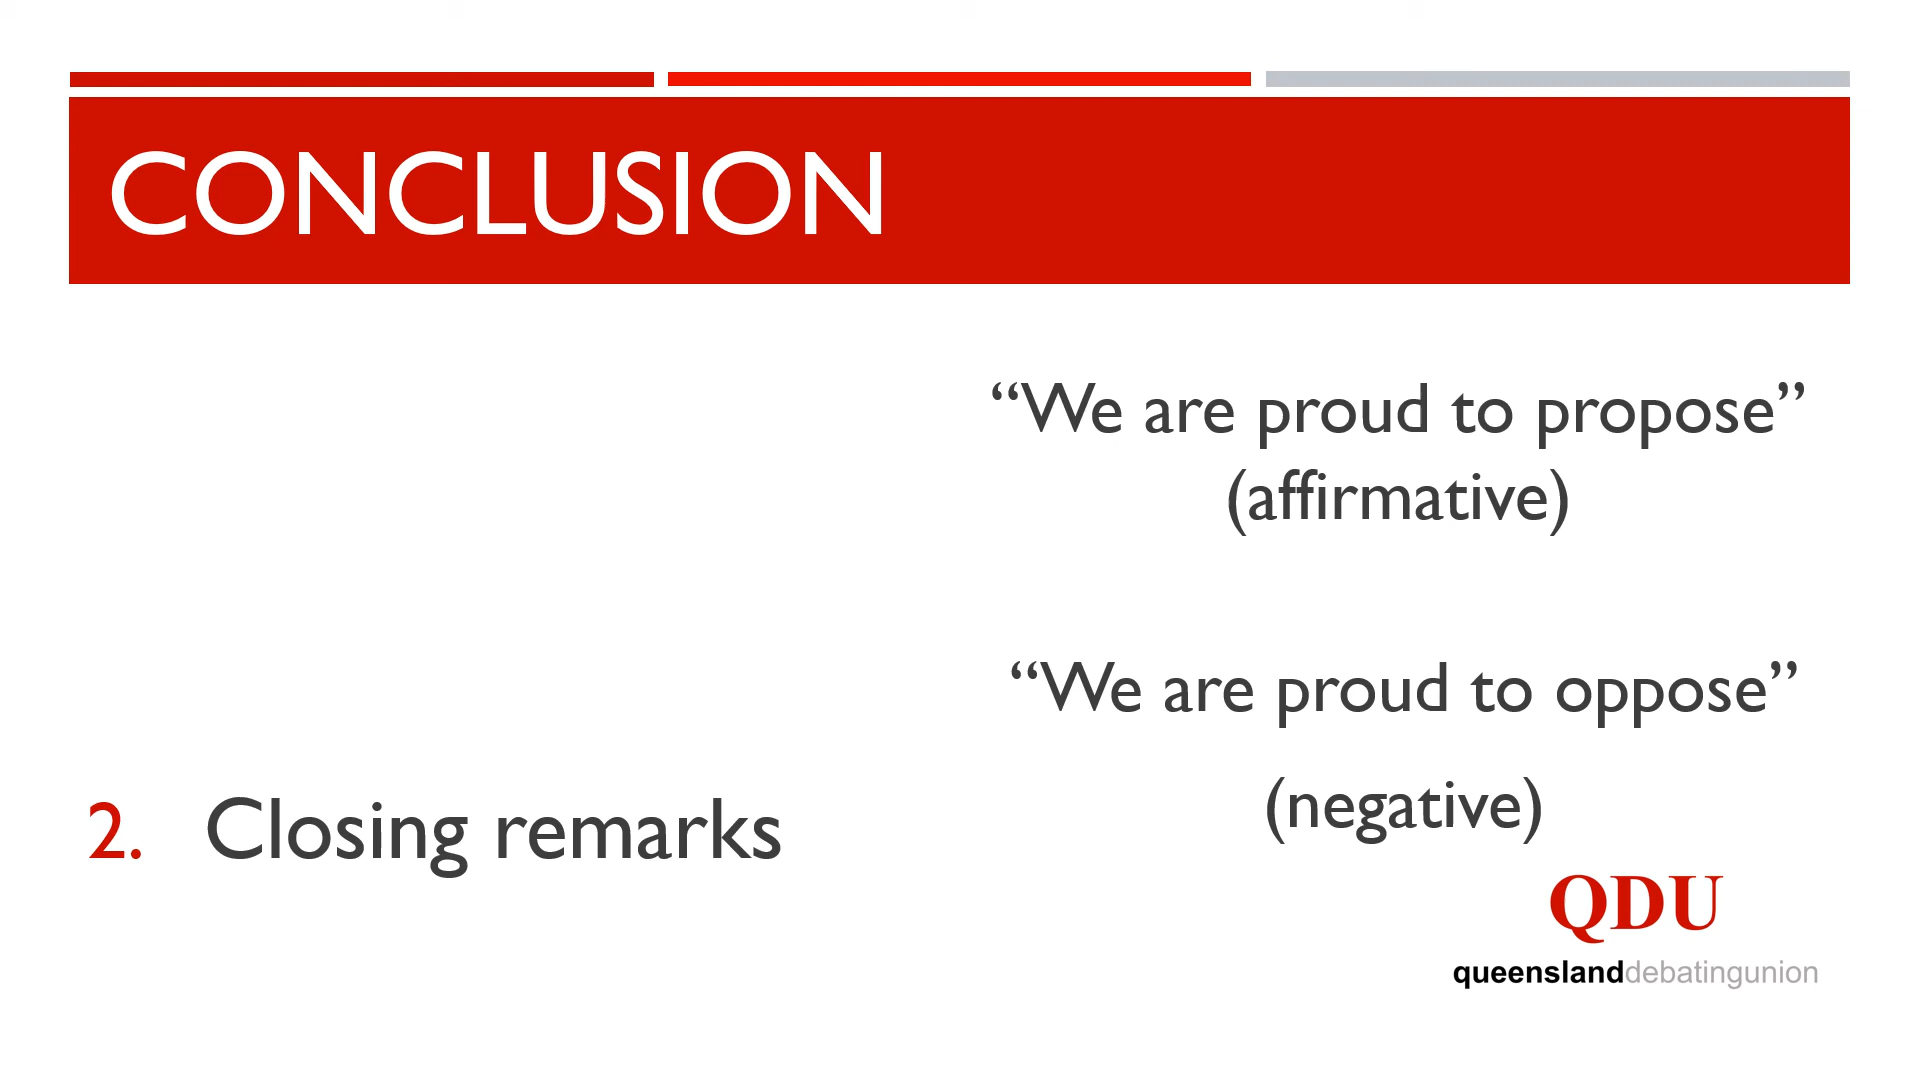 CONCLUSION
“We are proud to propose”
(affirmative)
“We are proud to oppose”
(negative)
2. Closing remarks
QDU
queenslanddebatingunion